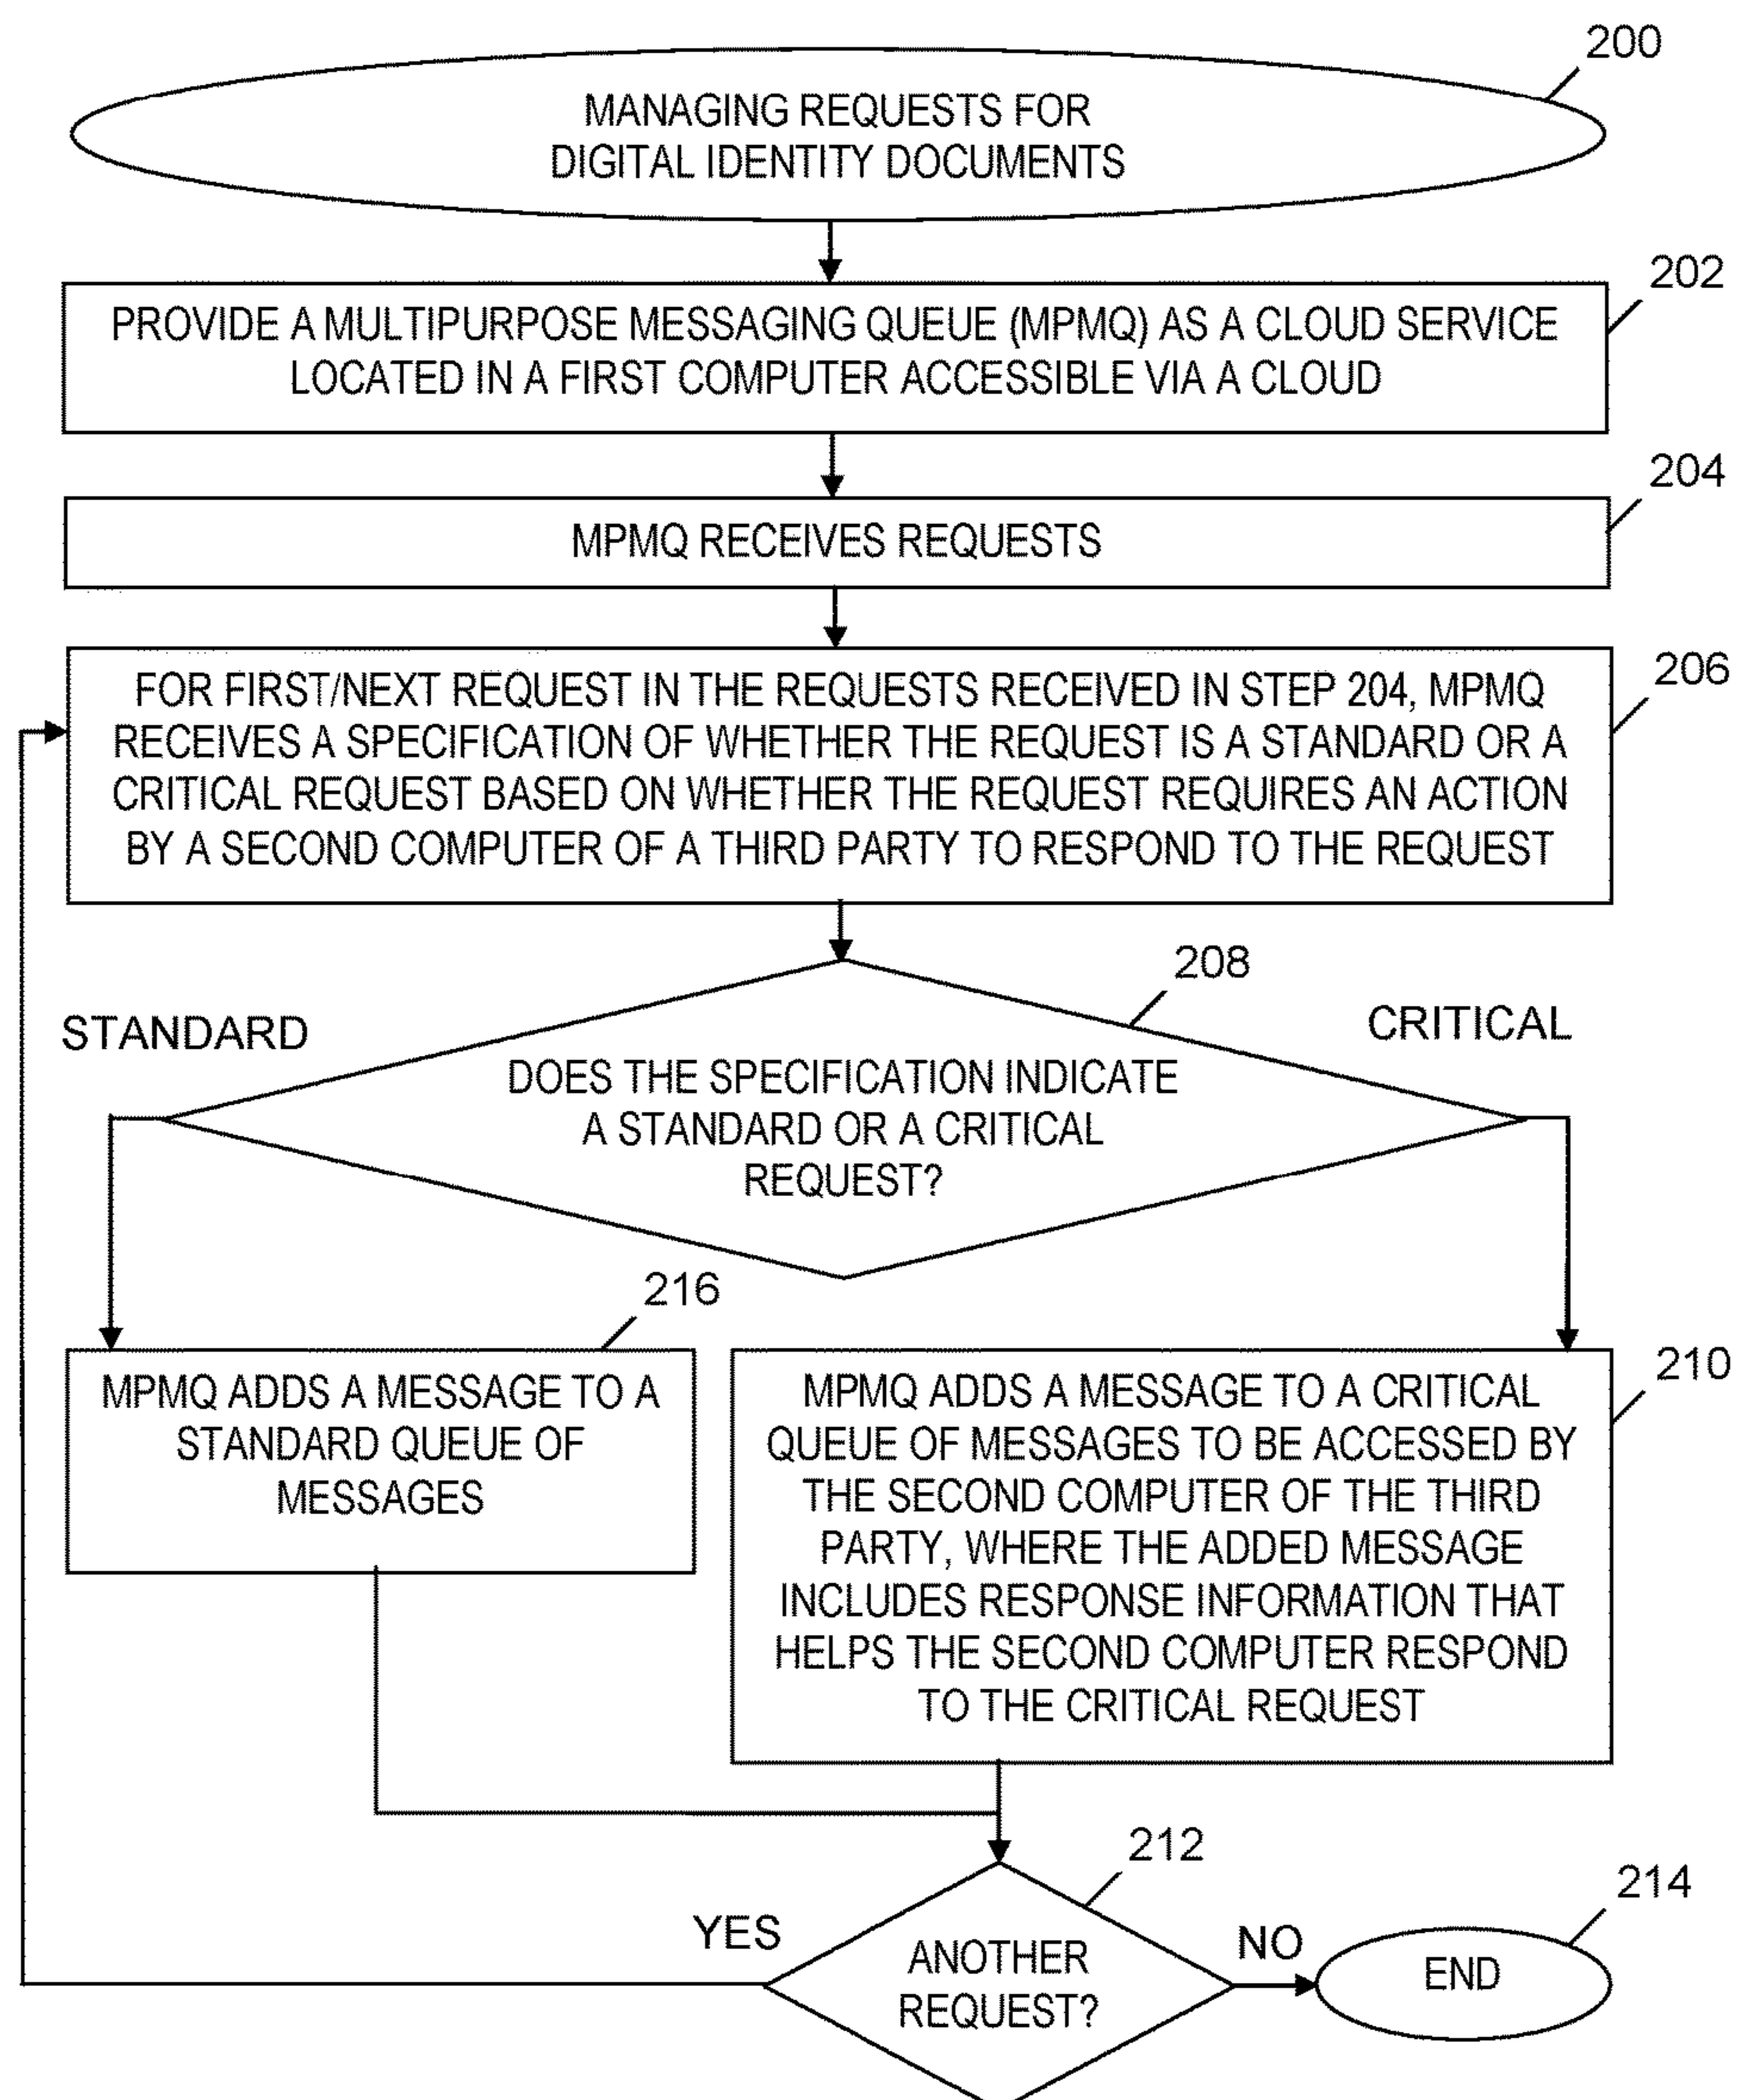 200
MANAGING REQUESTS FOR
DIGITAL IDENTITY DOCUMENTS
202
PROVIDE A MULTIPURPOSE MESSAGING QUEUE (MPMQ) AS A CLOUD SERVICE
LOCATED IN A FIRST COMPUTER ACCESSIBLE VIA A CLOUD
204
MPMQ RECEIVES REQUESTS
206
FOR FIRST/NEXT REQUEST IN THE REQUESTS RECEIVED IN STEP 204, MPMQ
RECEIVES A SPECIFICATION OF WHETHER THE REQUEST IS A STANDARD OR A
CRITICAL REQUEST BASED ON WHETHER THE REQUEST REQUIRES AN ACTION
BY A SECOND COMPUTER OF A THIRD PARTY TO RESPOND TO THE REQUEST
208
STANDARD
CRITICAL
DOES THE SPECIFICATION INDICATE
A STANDARD OR A CRITICAL
REQUEST?
216
MPMQ ADDS A MESSAGE TO A
STANDARD QUEUE OF
MESSAGES
210
MPMQ ADDS A MESSAGE TO A CRITICAL
QUEUE OF MESSAGES TO BE ACCESSED BY
THE SECOND COMPUTER OF THE THIRD
PARTY, WHERE THE ADDED MESSAGE
INCLUDES RESPONSE INFORMATION THAT
HELPS THE SECOND COMPUTER RESPOND
TO THE CRITICAL REQUEST
212
214
YES
ANOTHER
REQUEST?
NO
END